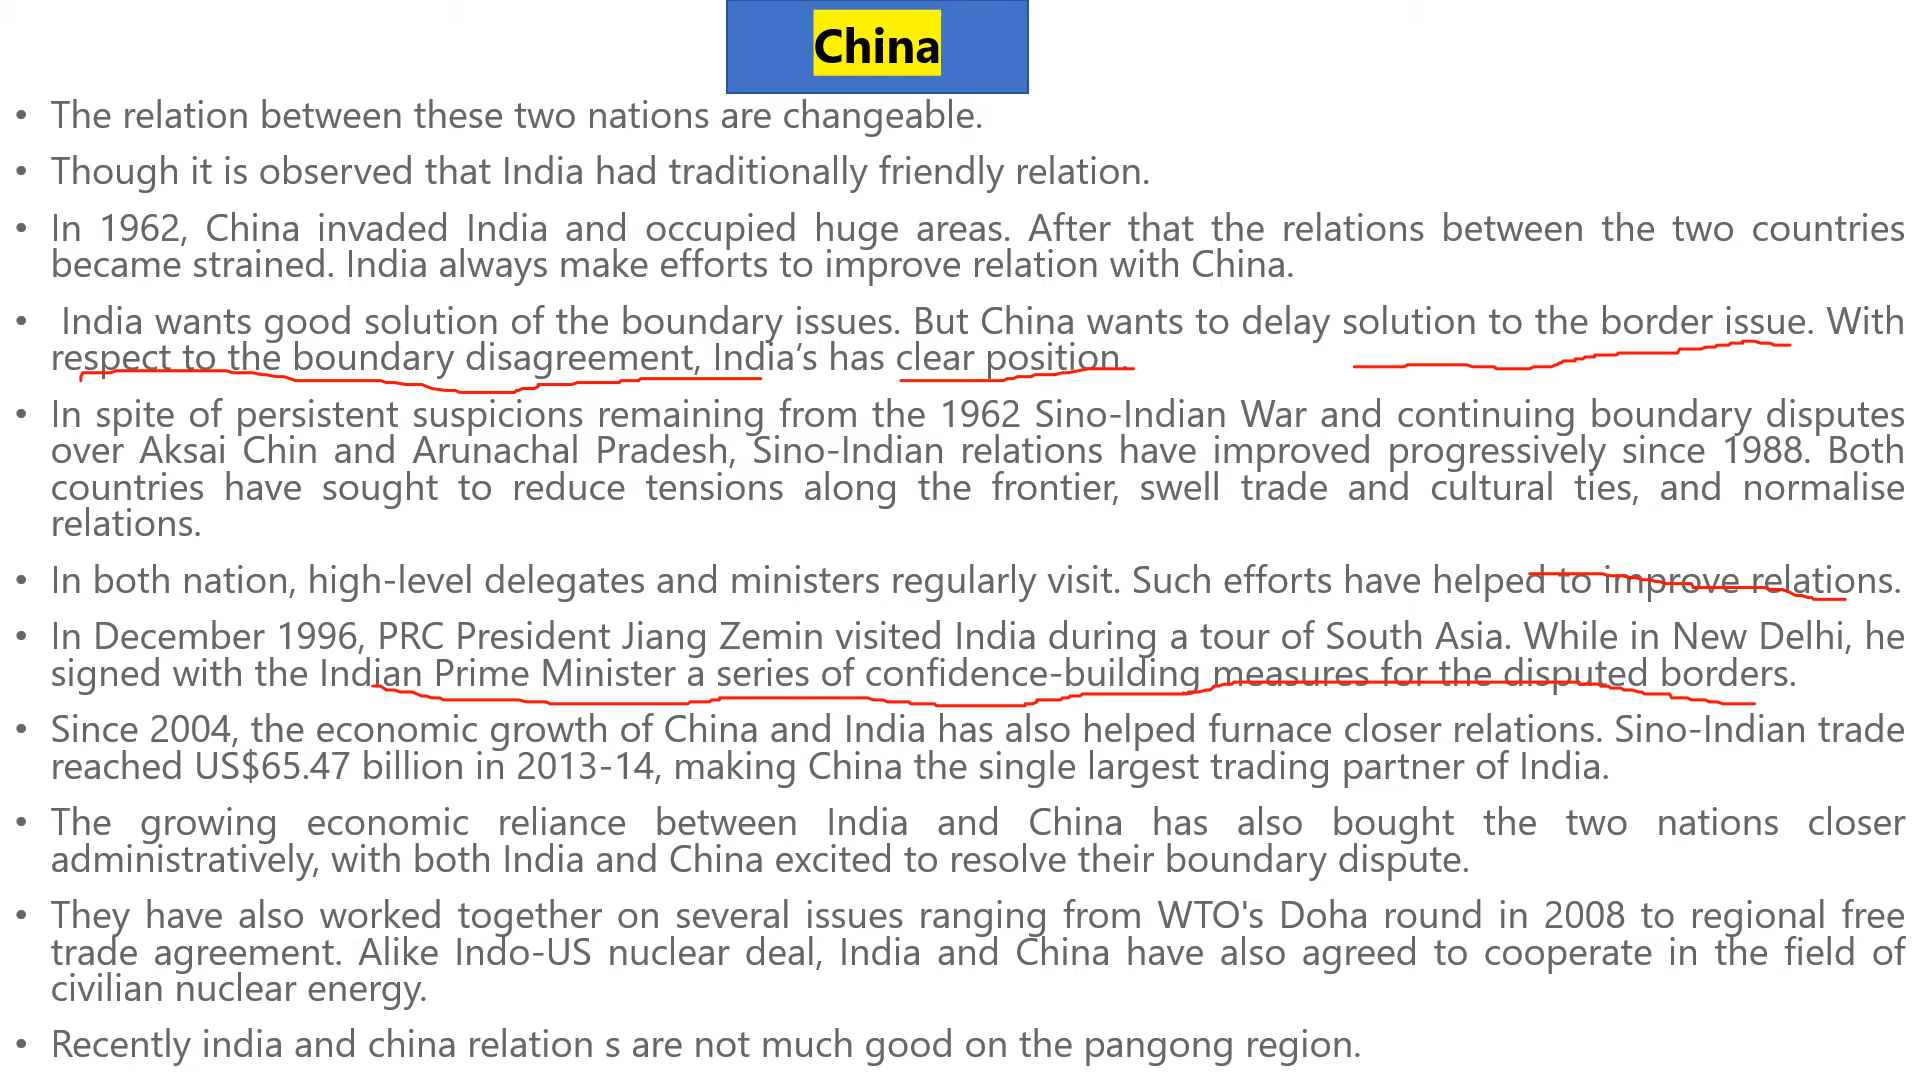 China
• The relation between these two nations are changeable.
• Though it is observed that India had traditionally friendly relation.
• In 1962, China invaded India and occupied huge areas. After that the relations between the two countries
became strained. India always make efforts to improve relation with China.
• India wants good solution of the boundary issues. But China wants to delay solution to the border issue. With
respect to the boundary disagreement, India’s has clear position.
• In spite of persistent suspicions remaining from the 1962 Sino-Indian War and continuing boundary disputes
over Aksai Chin and Arunachal Pradesh, Sino-Indian relations have improved progressively since 1988. Both
countries have sought to reduce tensions along the frontier, swell trade and cultural ties, and normalise
relations.
• In both nation, high-level delegates and ministers regularly visit. Such efforts have helped to improve relations.
• In December 1996, PRC President Jiang Zemin visited India during a tour of South Asia. While in New Delhi, he
signed with the Indian Prime Minister a series of confidence-building measures for the disputed borders.
• Since 2004, the economic growth of China and India has also helped furnace closer relations. Sino-Indian trade
reached US$65.47 billion in 2013-14, making China the single largest trading partner of India.
• The growing economic reliance between India and China has also bought the two nations closer
administratively, with both India and China excited to resolve their boundary dispute.
• They have also worked together on several issues ranging from WTO's Doha round in 2008 to regional free
trade agreement. Alike Indo-US nuclear deal, India and China have also agreed to cooperate in the field of
civilian nuclear energy.
• Recently india and china relation s are not much good on the pangong region.